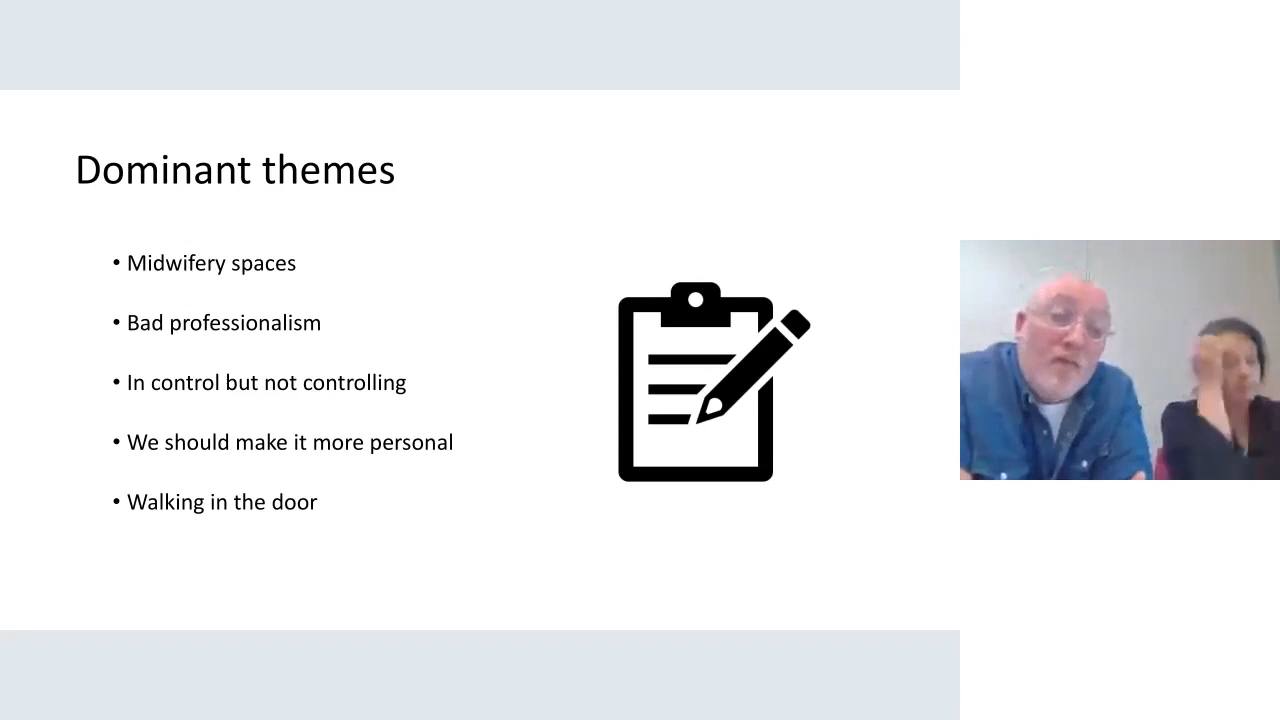 Dominant themes
• Midwifery spaces
• Bad professionalism
• In control but not controlling
• We should make it more personal
• Walking in the door